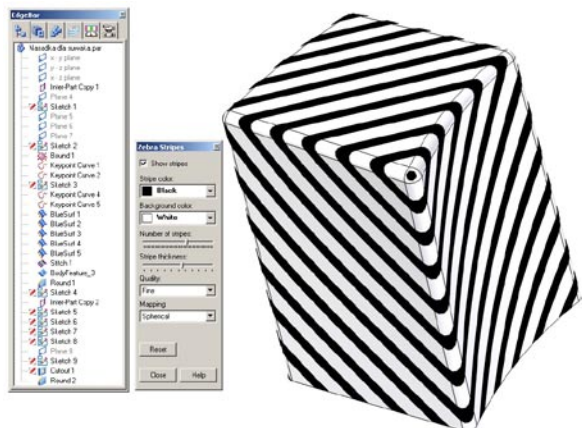 EdgeBar
Nasadka dla suwaka.par
x - y plane
y - z plane
x - z plane
Inter-Part Copy 1
Plane 4
Sketch 1
Plane 5
Plane 6
Plane 7
Sketch 2
Bound 1
Keypoint Curve 1
Keypoint Curve 2
Sketch 3
Keypoint Curve 4
Keypoint Curve 5
BlueSurf 1
BlueSurf 2
BlueSurf 3
BlueSurf 4
BlueSurf 5
Stitch 1
BodyFeature_3
Round 1
Sketch 4
Inter-Part Copy 2
Sketch 5
Sketch 6
Sketch 7
Sketch 8
Plane 8
Sketch 9
Cutout 1
Round 2
Zebra Stripes
Show stripes
Stripe color:
Black
Background color:
White
Number of stripes:
Stripe thickness:
Quality:
Fine
Mapping:
Spherical
Reset
Close Help